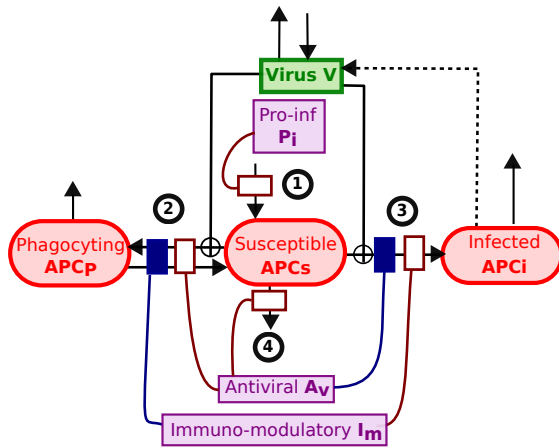 Virus V
Pro-inf
Pi
1
2
3
Phagocyting
APCP
Susceptible
APCs
Infected
APCi
4
Antiviral Av
Immuno-modulatory Im